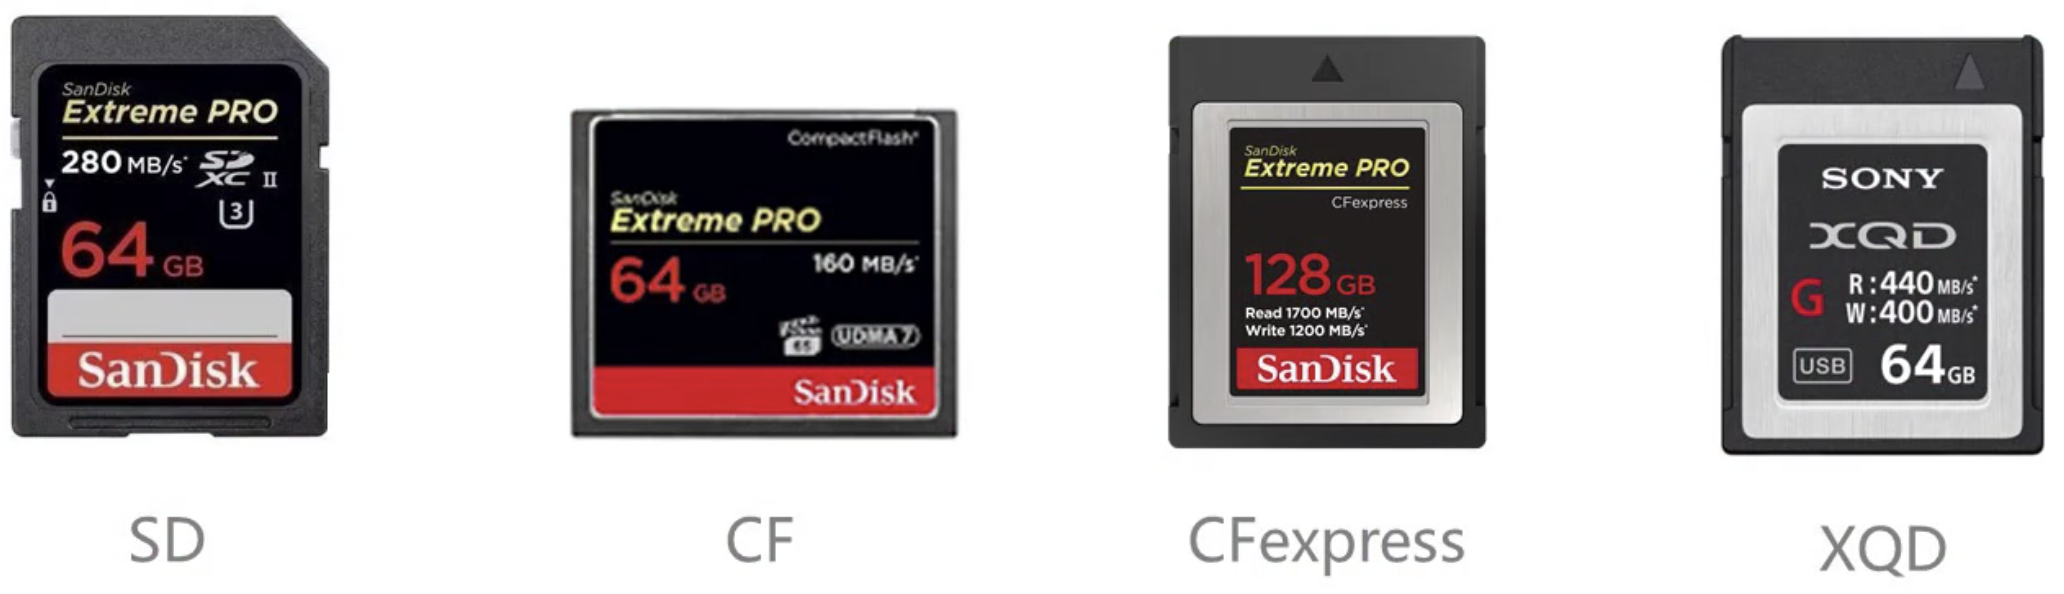 SanDisk
Extreme PRO
280 MB/s*
SD XC II
3
64 GB
SanDisk
SD
CompactFlash®
SanDisk
Extreme PRO
160 MB/s*
64 GB
65
UDMA 7
SanDisk
CF
SanDisk
Extreme PRO
CFexpress
128 GB
Read 1700 MB/s*
Write 1200 MB/s*
SanDisk
CFexpress
SONY
XQD
G
R:440 MB/s*
W:400 MB/s*
USB 64 GB
XQD